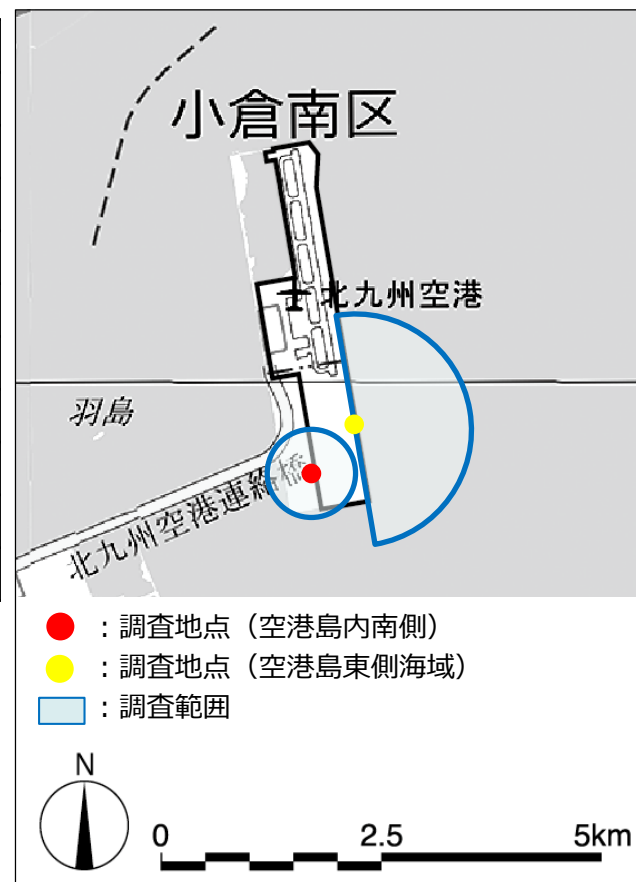 小倉南区
北九州空港
羽島
北九州空港連絡橋
：調査地点（空港島内南側）
：調査地点（空港島東側海域）
：調査範囲
N
0 2.5 5km